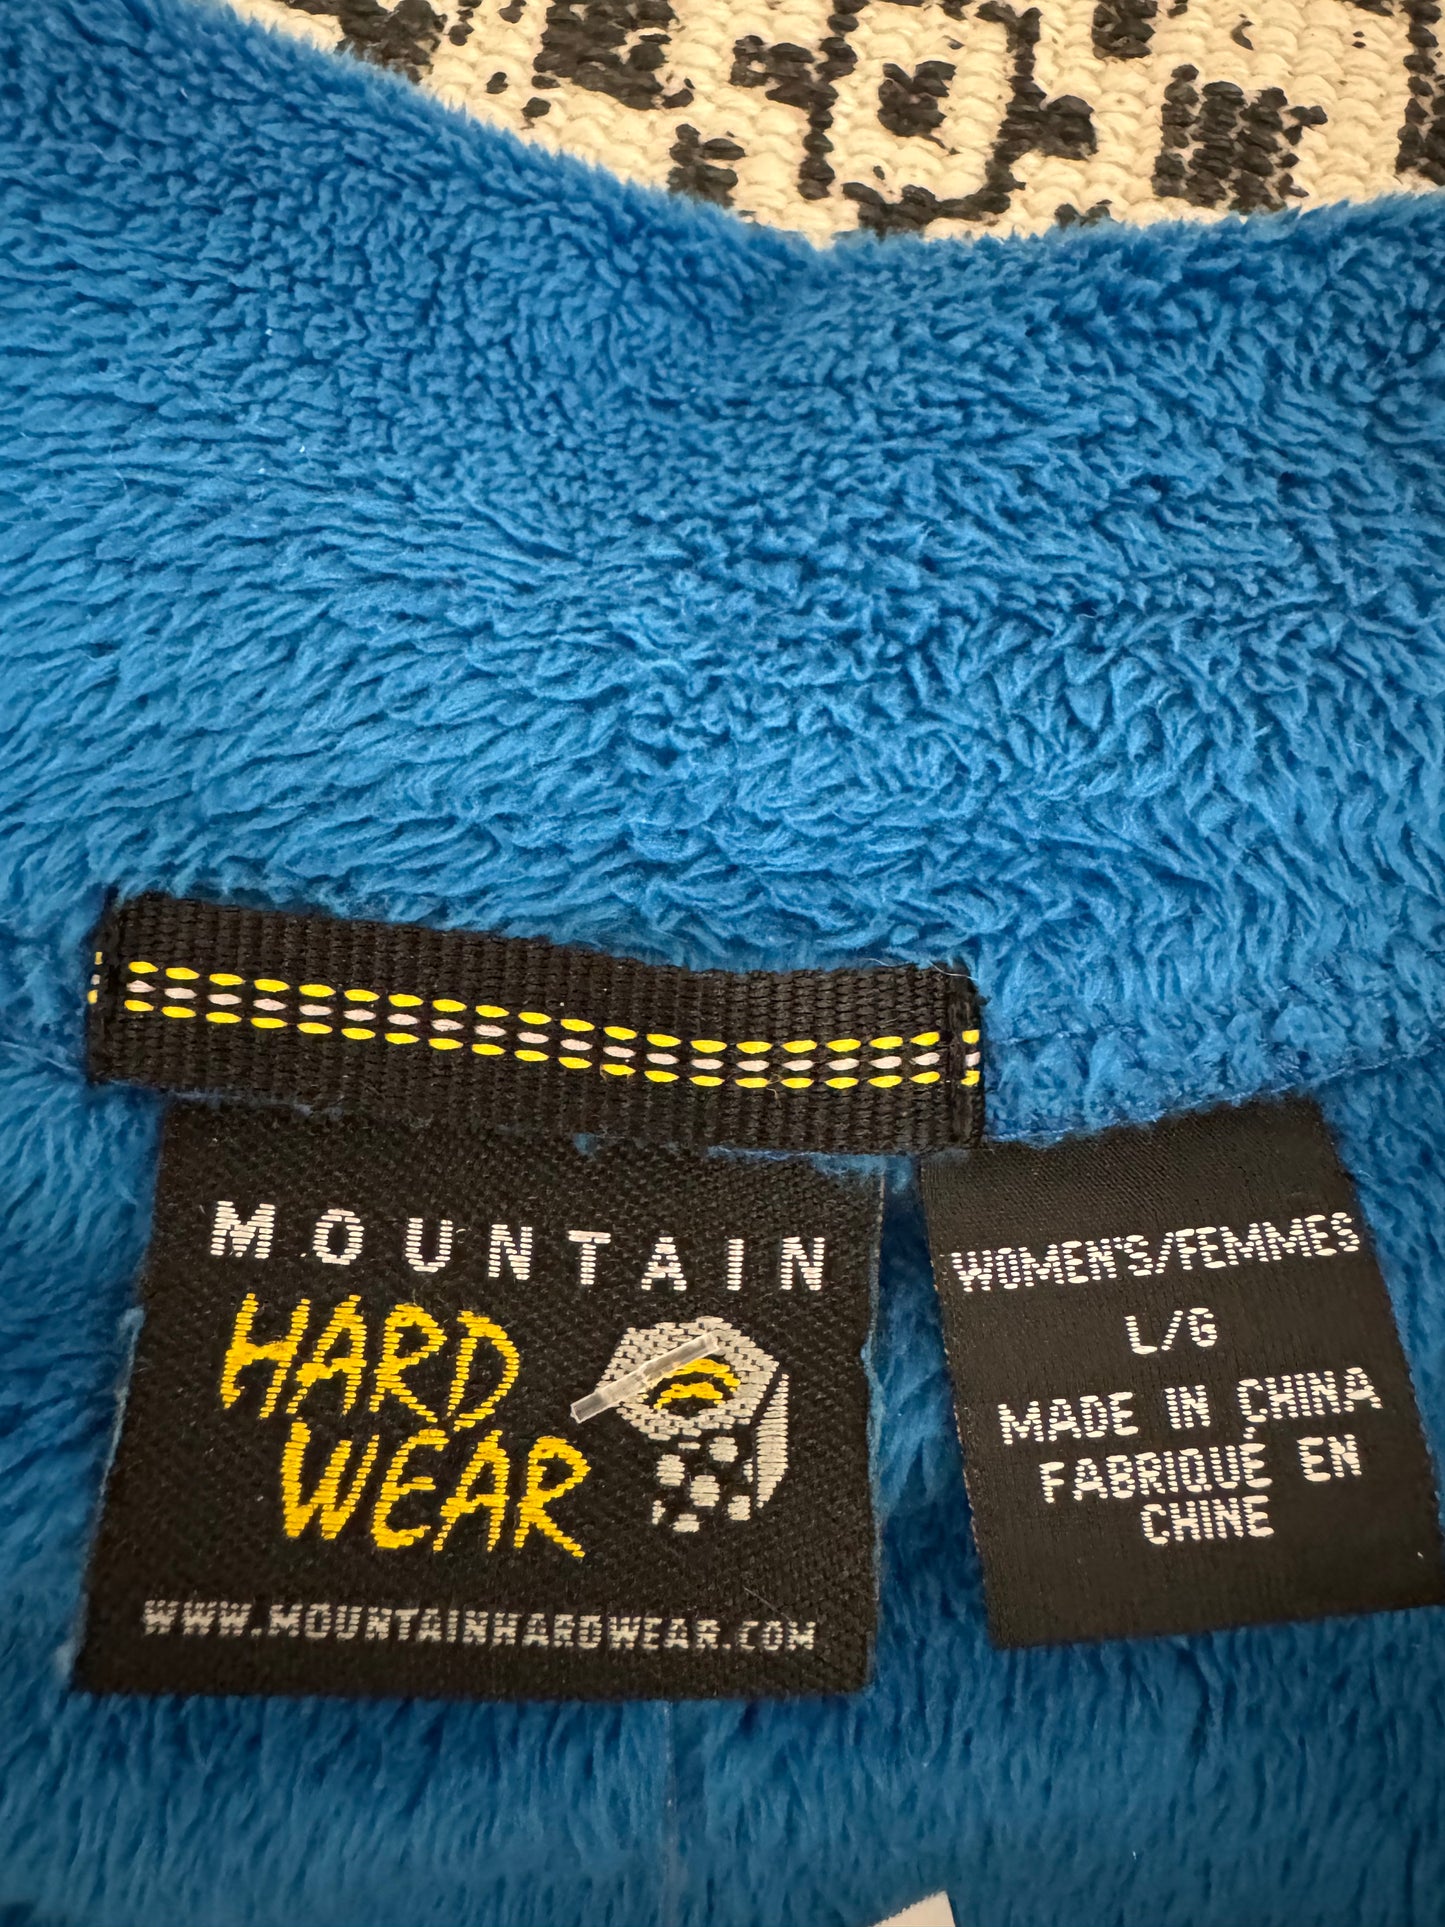 MOUNTAIN
HARD
WEAR
WWW.MOUNTAINHARDWEAR.COM
WOMEN'S/FEMMES
L/G
MADE IN CHINA
FABRIQUÉ EN
CHINE